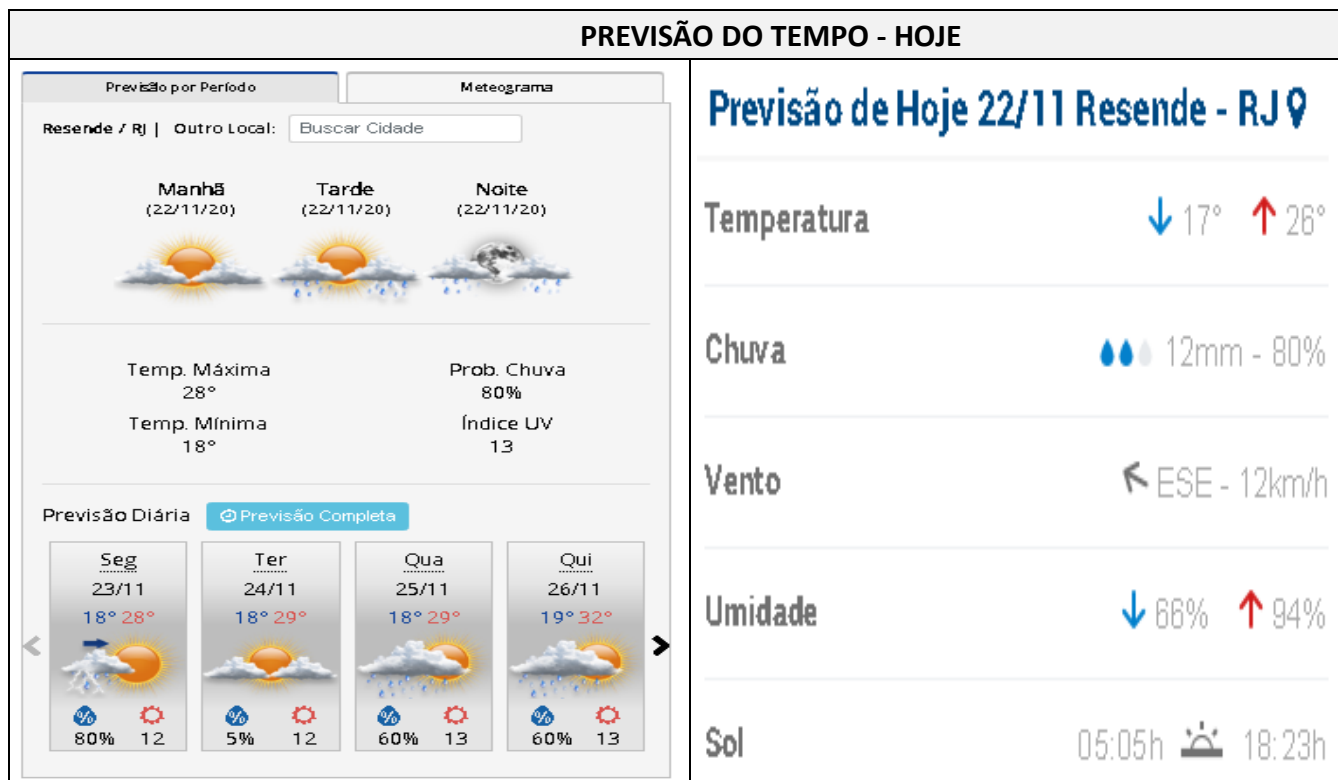 PREVISÃO DO TEMPO - HOJE
Previsão por Período
Meteograma
Resende / RJ | Outro Local: Buscar Cidade
Manhã Tarde Noite
(22/11/20) (22/11/20) (22/11/20)
Temp. Máxima Prob. Chuva
28° 80%
Temp. Mínima Índice UV
18° 13
Previsão Diária Previsão Completa
Seg Ter Qua Qui
23/11 24/11 25/11 26/11
18° 28° 18° 29° 18° 29° 19° 32°
% % % %
80% 12 5% 12 60% 13 60% 13
Previsão de Hoje 22/11 Resende - RJ
Temperatura 17° 26°
Chuva 12mm - 80%
Vento ESE - 12km/h
Umidade 66% 94%
Sol 05:05h 18:23h